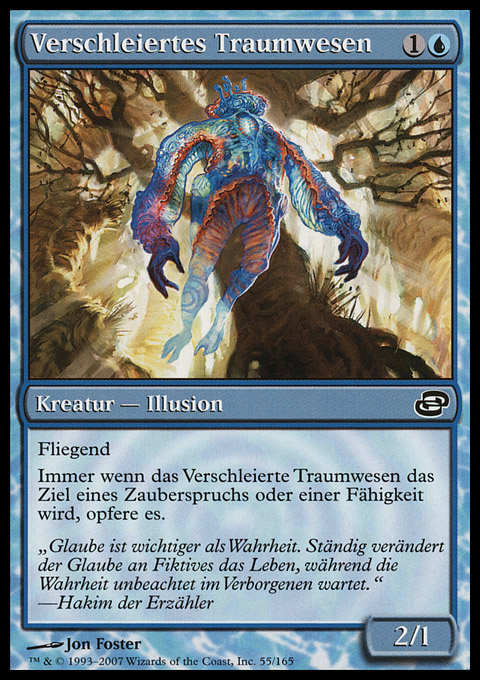 Verschleiertes Traumwesen 1
Kreatur — Illusion
Fliegend
Immer wenn das Verschleierte Traumwesen das
Ziel eines Zauberspruchs oder einer Fähigkeit
wird, opfere es.
„Glaube ist wichtiger als Wahrheit. Ständig verändert
der Glaube an Fiktives das Leben, während die
Wahrheit unbeachtet im Verborgenen wartet.“
—Hakim der Erzähler
Jon Foster
2/1
™ & © 1993–2007 Wizards of the Coast, Inc. 55/165